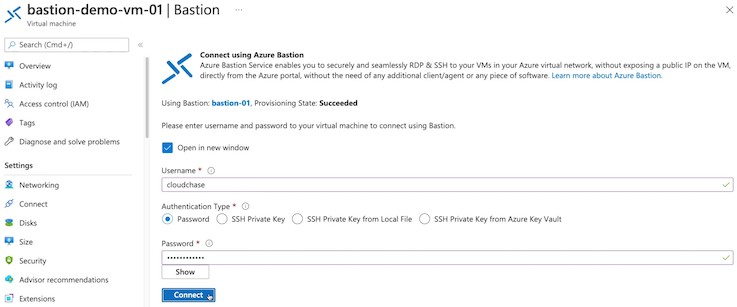 bastion-demo-vm-01 | Bastion ...
Virtual machine
Search (Cmd+/)
«
Overview
Activity log
Access control (IAM)
Tags
Diagnose and solve problems
Settings
Networking
Connect
Disks
Size
Security
Advisor recommendations
Extensions
Connect using Azure Bastion
Azure Bastion Service enables you to securely and seamlessly RDP & SSH to your VMs in your Azure virtual network, without exposing a public IP on the VM,
directly from the Azure portal, without the need of any additional client/agent or any piece of software. Learn more about Azure Bastion.
Using Bastion: bastion-01, Provisioning State: Succeeded
Please enter username and password to your virtual machine to connect using Bastion.
Open in new window
Username *
cloudchase
Authentication Type *
Password SSH Private Key SSH Private Key from Local File SSH Private Key from Azure Key Vault
Password *
••••••••••••
Show
Connect